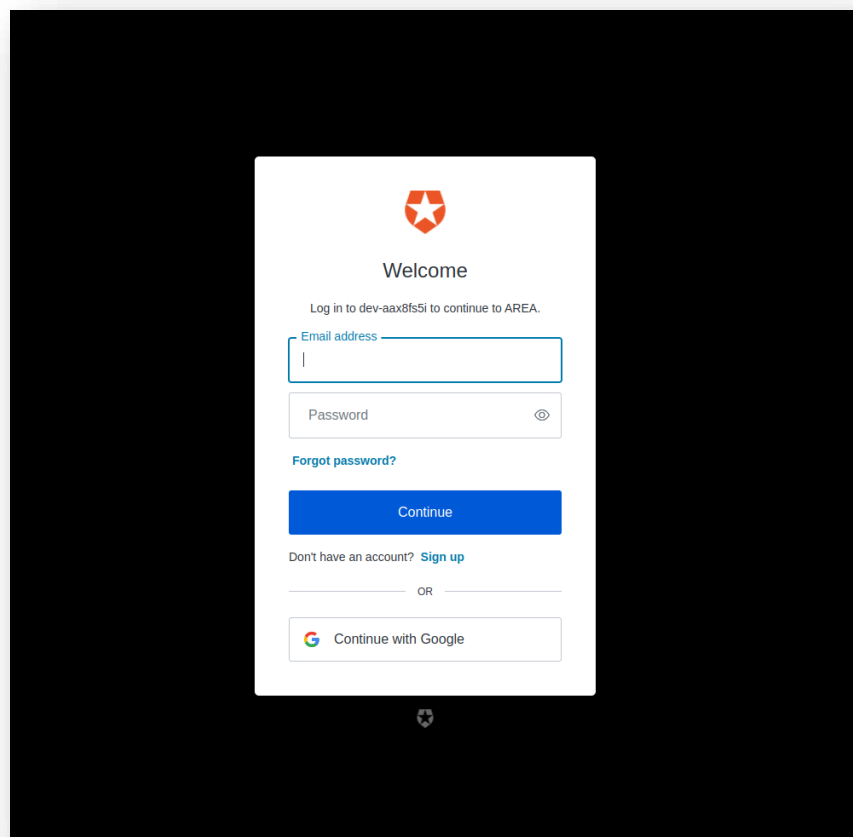 Welcome
Log in to dev-aax8fs5i to continue to AREA.
Email address
Password
Forgot password?
Continue
Don't have an account? Sign up
OR
Continue with Google